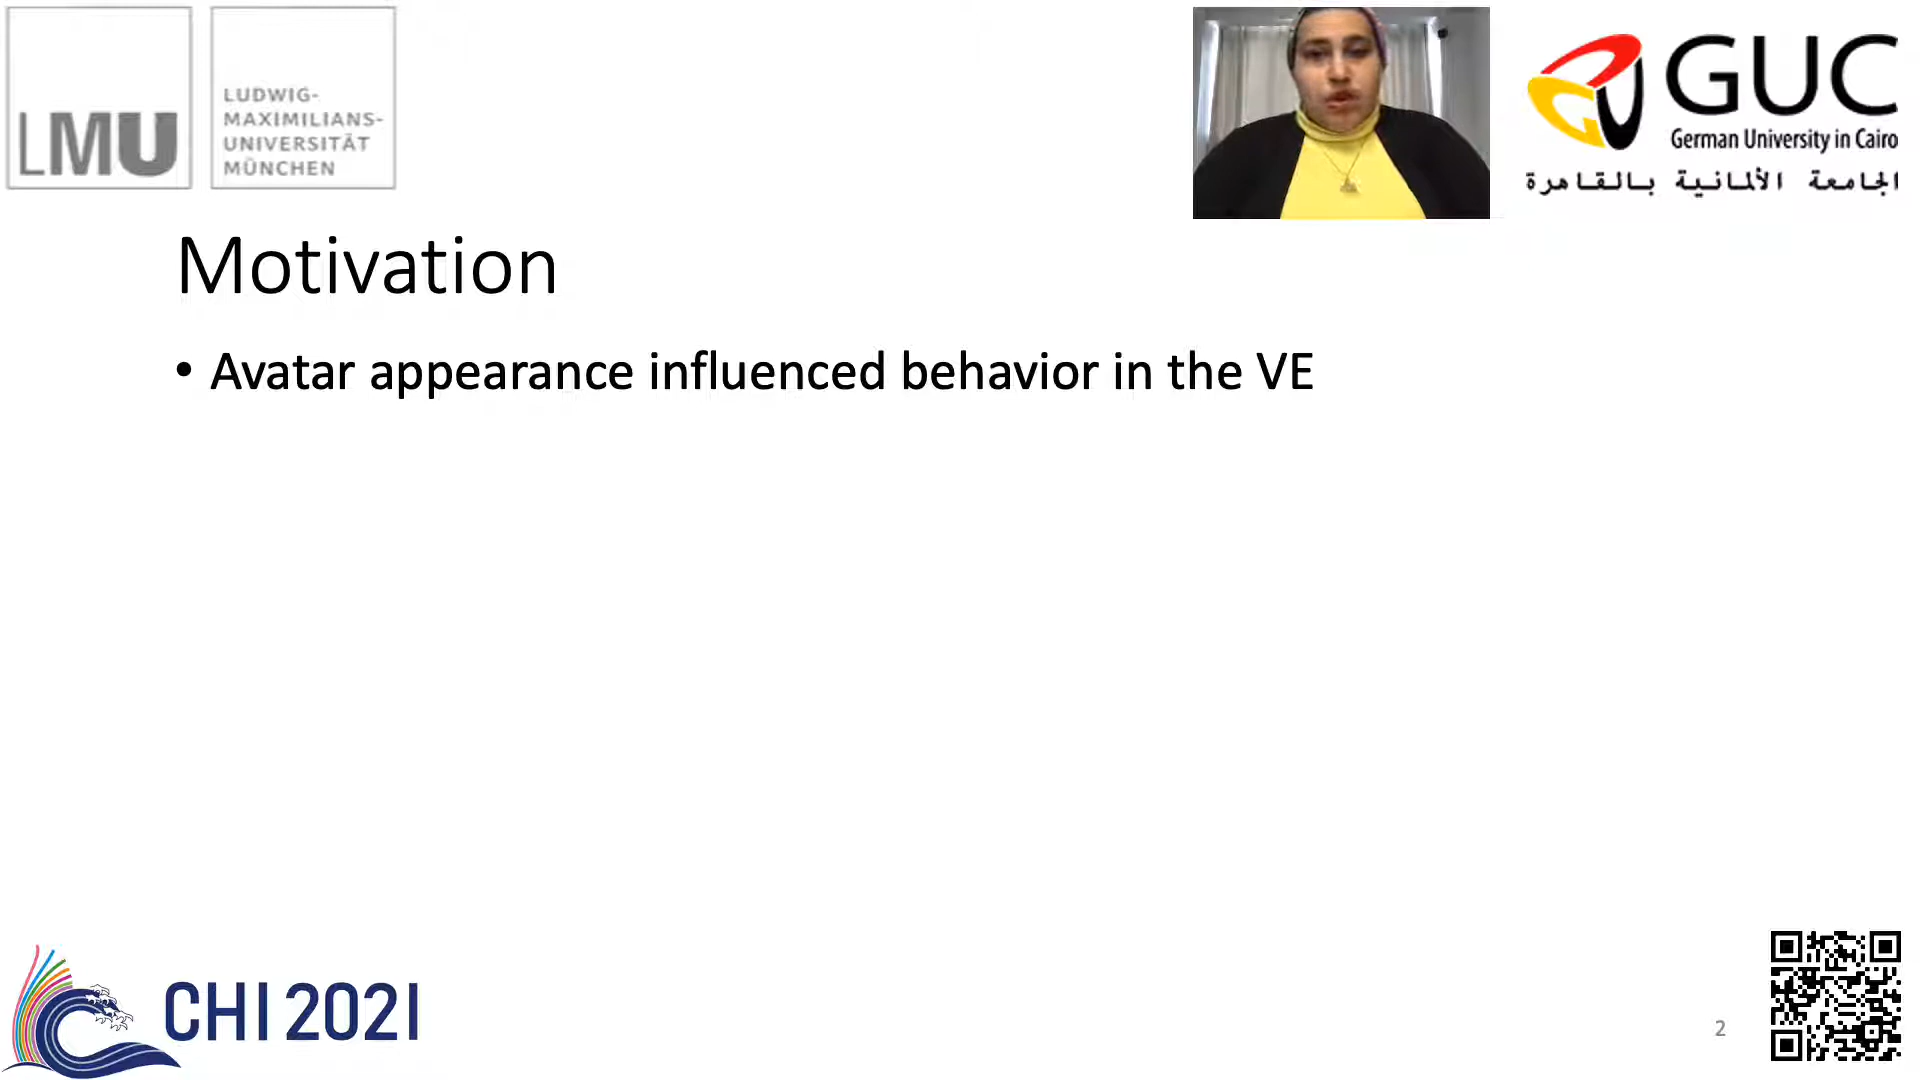 LMU
LUDWIG-
MAXIMILIANS-
UNIVERSITÄT
MÜNCHEN
GUC
German University in Cairo
الجامعة الألمانية بالقاهرة
Motivation
• Avatar appearance influenced behavior in the VE
CHI 2021
2